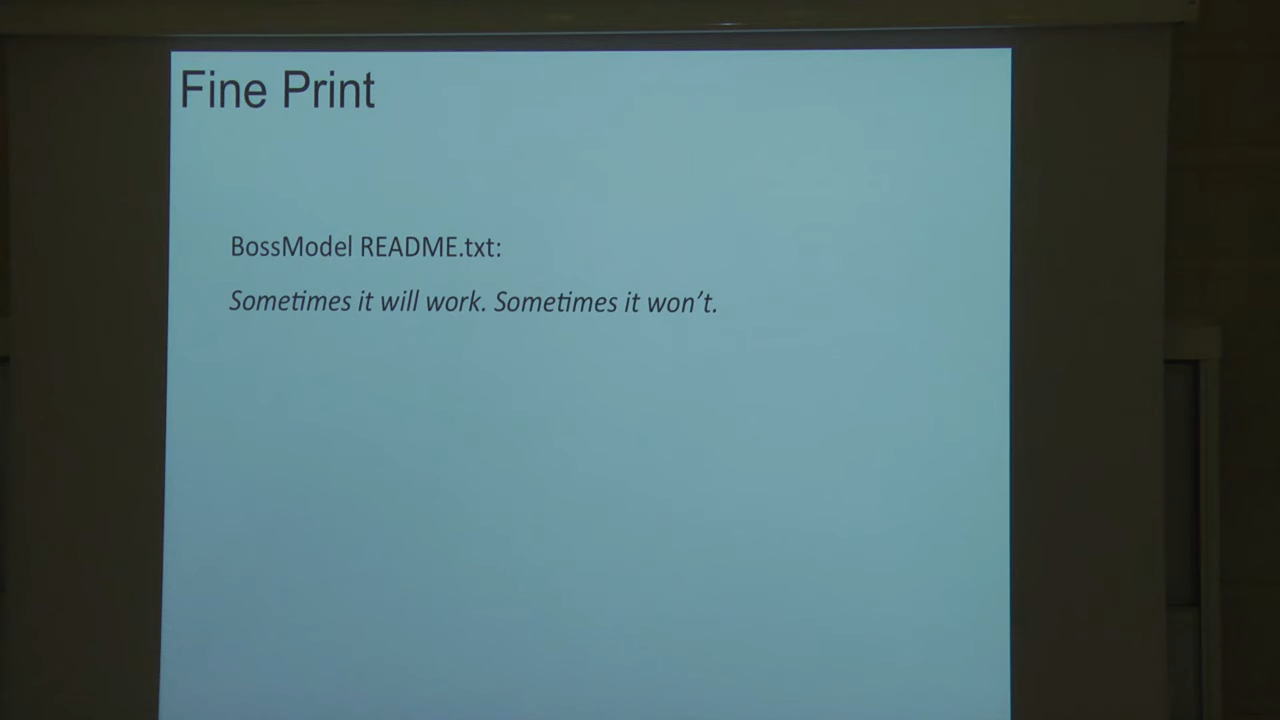 Fine Print
BossModel README.txt:
Sometimes it will work. Sometimes it won’t.